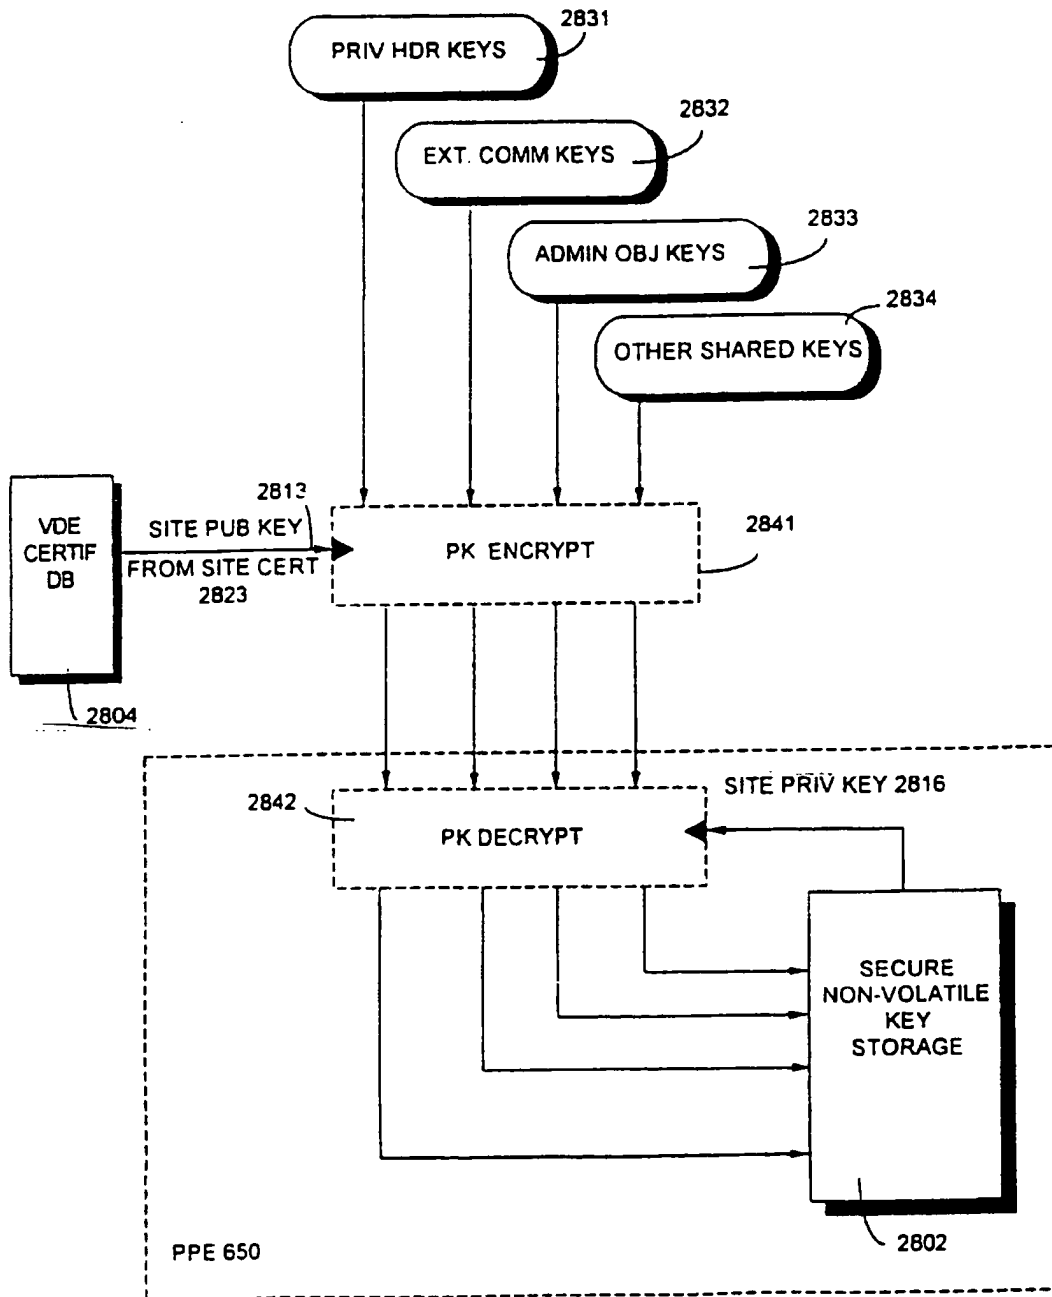 2831
PRIV HDR KEYS
2832
EXT. COMM KEYS
2833
ADMIN OBJ KEYS
2834
OTHER SHARED KEYS
2813
VDE
CERTIF
DB
SITE PUB KEY
FROM SITE CERT
2823
PK ENCRYPT
2841
2804
2842
SITE PRIV KEY 2816
PK DECRYPT
SECURE
NON-VOLATILE
KEY
STORAGE
2802
PPE 650